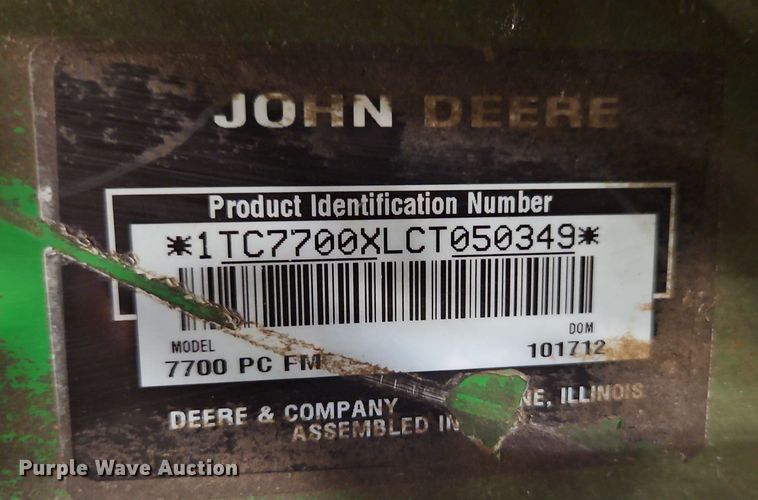 JOHN DEERE
Product Identification Number
*1TC7700XLCT050349*
MODEL
7700 PC FM
DOM
101712
DEERE & COMPANY ILLINOIS
ASSEMBLED IN
Purple Wave Auction